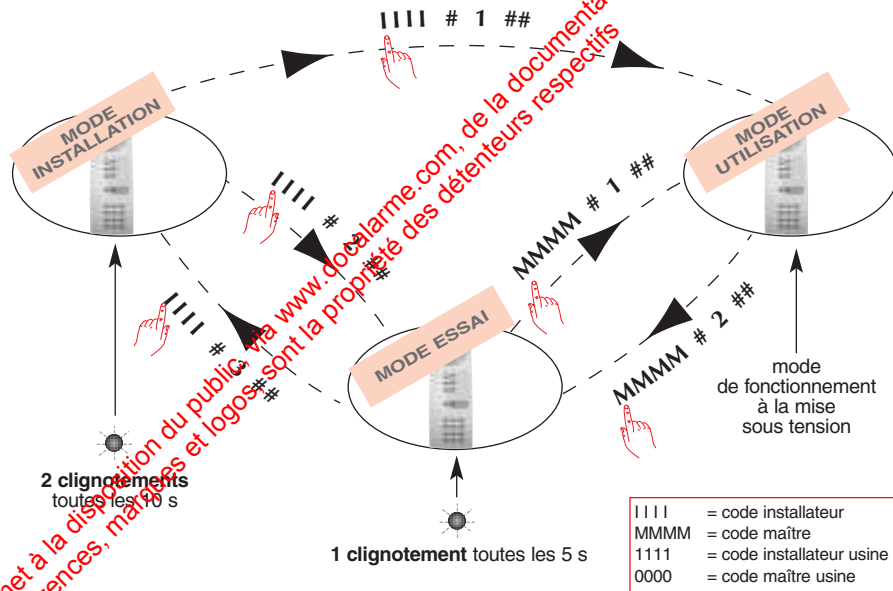 IIII # 1 ##
MODE
INSTALLATION
MODE
UTILISATION
IIII # 2 ##
MMMM # 1 ##
IIII # 3 ##
MODE ESSAI
MMMM # 2 ##
mode
de fonctionnement
à la mise
sous tension
2 clignotements
toutes les 10 s
1 clignotement toutes les 5 s
I I I I = code installateur
MMMM = code maître
1111 = code installateur usine
0000 = code maître usine
met à la disposition du public, via www.docalarme.com, de la documenta
rences, marques et logos, sont la propriété des détenteurs respectifs